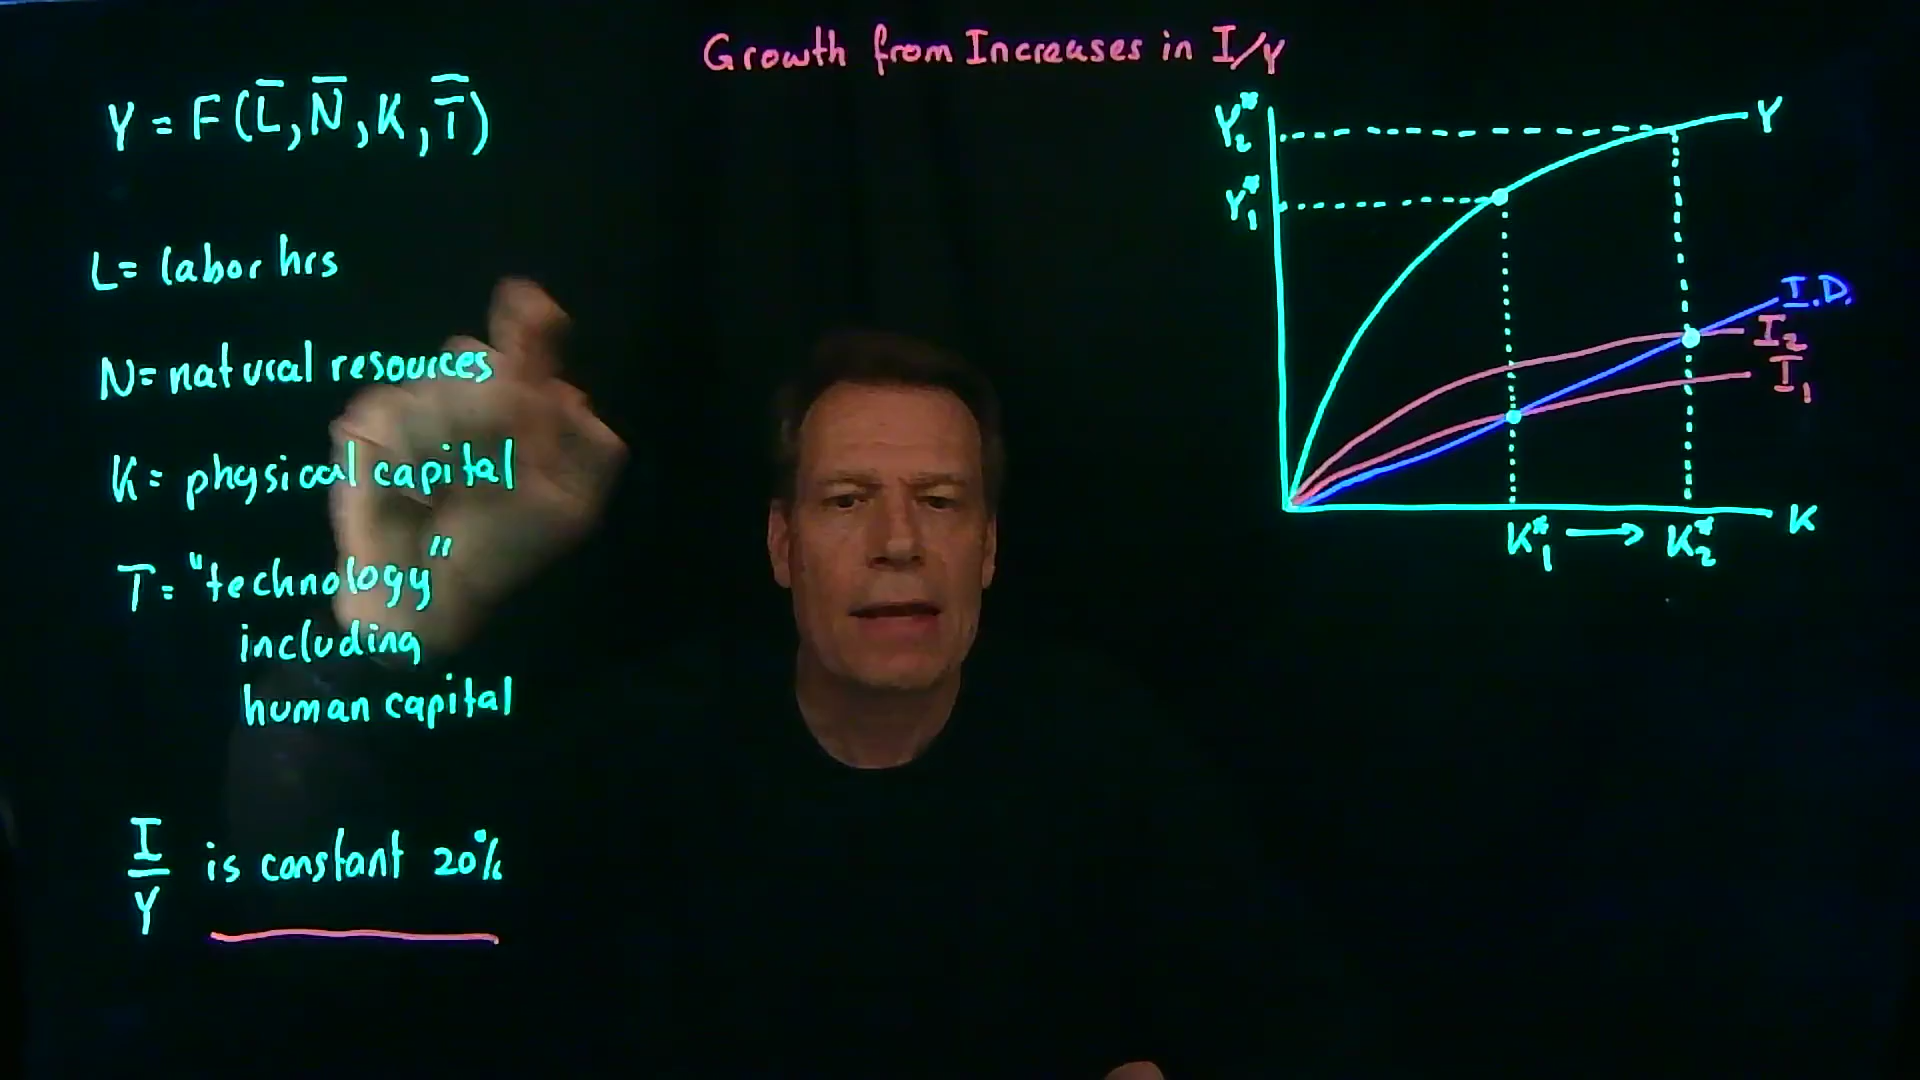 Growth from Increases in I/Y
Y = F(L̅, N̅, K, T̅)
L = labor hrs
N = natural resources
K = physical capital
T = "technology"
including
human capital
I/Y is constant 20%
Y₂*
Y₁*
Y
I.D.
I₂
I₁
K
K₁* → K₂*